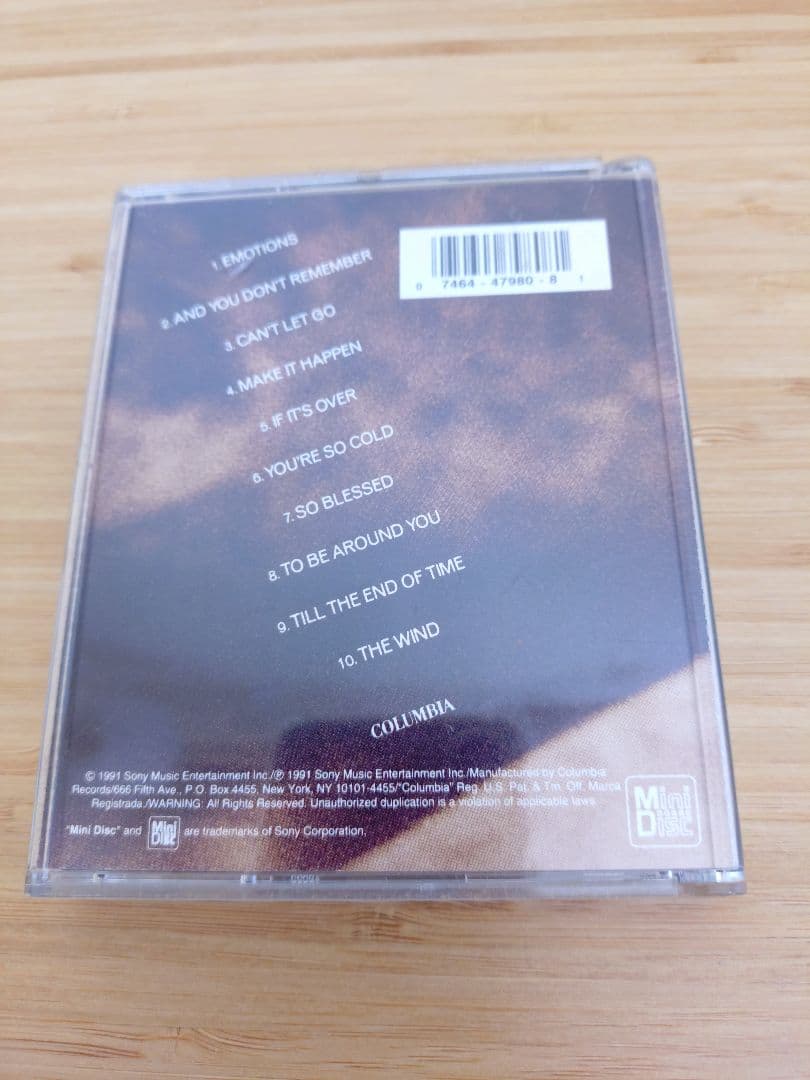 1. EMOTIONS
2. AND YOU DON'T REMEMBER
3. CAN'T LET GO
4. MAKE IT HAPPEN
5. IF IT'S OVER
6. YOU'RE SO COLD
7. SO BLESSED
8. TO BE AROUND YOU
9. TILL THE END OF TIME
10. THE WIND
0 7464 - 47980 - 8 1
COLUMBIA
© 1991 Sony Music Entertainment Inc./℗ 1991 Sony Music Entertainment Inc./Manufactured by Columbia
Records/666 Fifth Ave., P.O. Box 4455, New York, NY 10101-4455/"Columbia" Reg. U.S. Pat. & Tm. Off. Marca
Registrada./WARNING: All Rights Reserved. Unauthorized duplication is a violation of applicable laws.
"Mini Disc" and Mini Disc are trademarks of Sony Corporation.
Mini
Disc